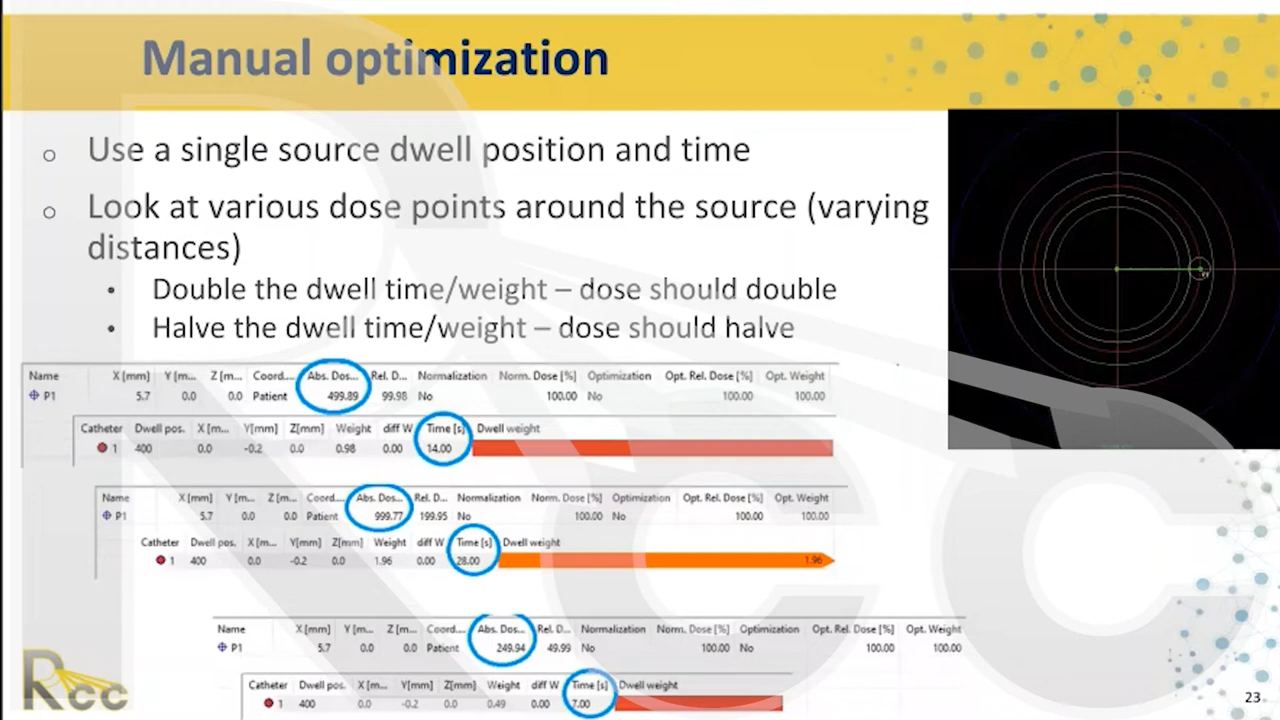 Manual optimization
Use a single source dwell position and time
Look at various dose points around the source (varying
distances)
Double the dwell time/weight – dose should double
Halve the dwell time/weight – dose should halve
Name X [mm] Y [m... Z [m... Coord.... Abs. Dos... Rel. D... Normalization Norm. Dose [%] Optimization Opt. Rel. Dose [%] Opt. Weight
P1 5.7 0.0 0.0 Patient 499.89 99.98 No 100.00 No 100.00 100.00
Catheter Dwell pos. X [m... Y[mm] Z[mm] Weight diff W Time [s] Dwell weight
1 400 0.0 -0.2 0.0 0.98 0.00 14.00
Name X [mm] Y [m... Z [m... Coord.... Abs. Dos... Rel. D... Normalization Norm. Dose [%] Optimization Opt. Rel. Dose [%] Opt. Weight
P1 5.7 0.0 0.0 Patient 999.77 199.95 No 100.00 No 100.00 100.00
Catheter Dwell pos. X [m... Y[mm] Z[mm] Weight diff W Time [s] Dwell weight
1 400 0.0 -0.2 0.0 1.96 0.00 28.00 1.96
Name X [mm] Y [m... Z [m... Coord.... Abs. Dos... Rel. D... Normalization Norm. Dose [%] Optimization Opt. Rel. Dose [%] Opt. Weight
P1 5.7 0.0 0.0 Patient 249.94 49.99 No 100.00 No 100.00 100.00
Catheter Dwell pos. X [m... Y[mm] Z[mm] Weight diff W Time [s] Dwell weight
1 400 0.0 -0.2 0.0 0.49 0.00 7.00
Rcc
23